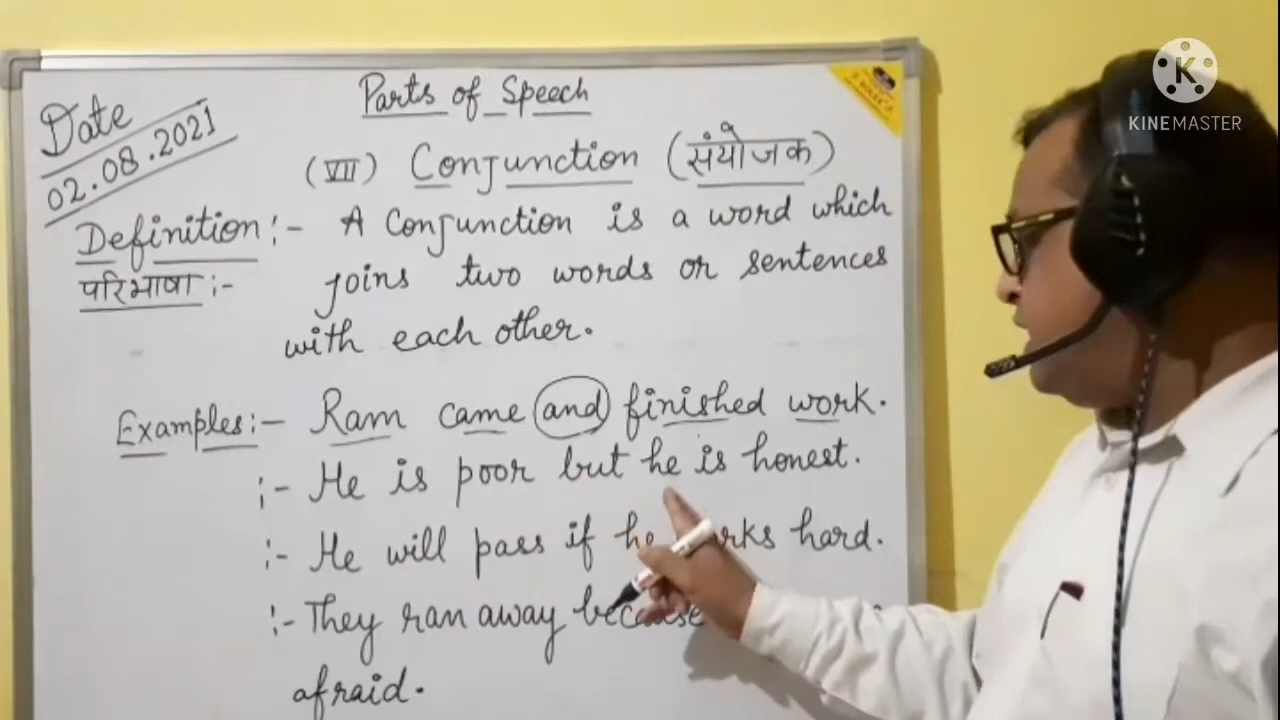 Parts of Speech
Date
02.08.2021
(VII) Conjunction (संयोजक)
Definition :- A Conjunction is a word which
परिभाषा :- joins two words or sentences
with each other.
Examples :- Ram came and finished work.
:- He is poor but he is honest.
:- He will pass if he hard.
:- They ran away because
afraid.
KINEMASTER